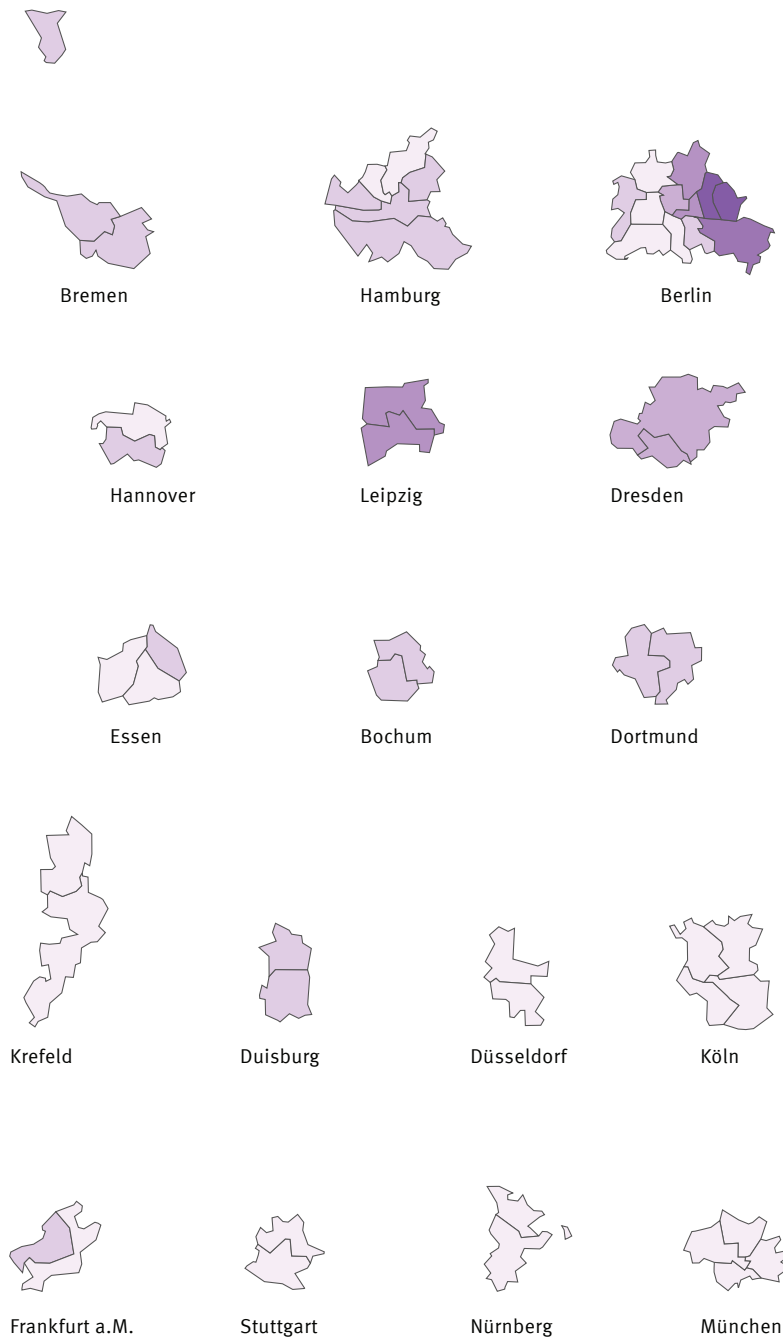 Bremen
Hamburg
Berlin
Hannover
Leipzig
Dresden
Essen
Bochum
Dortmund
Krefeld
Duisburg
Düsseldorf
Köln
Frankfurt a.M.
Stuttgart
Nürnberg
München